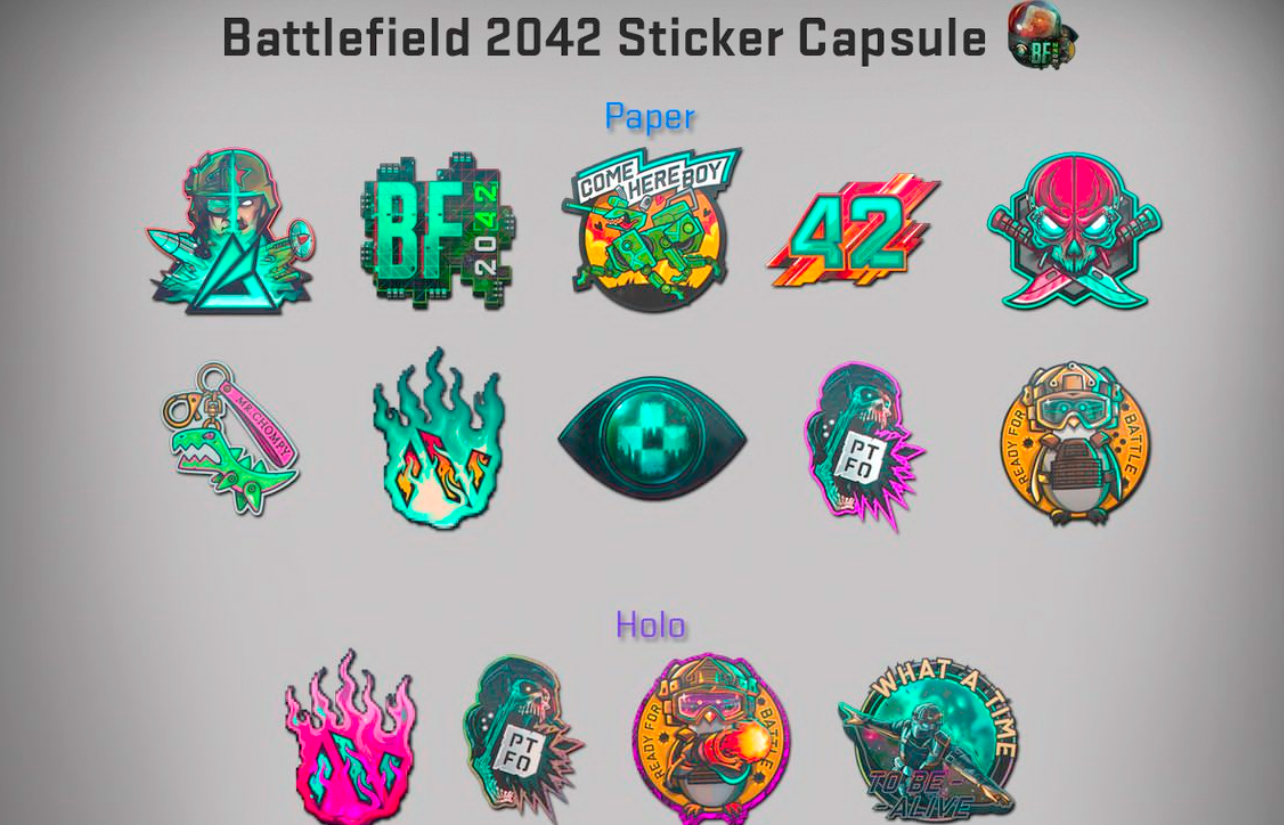 Battlefield 2042 Sticker Capsule
BF
Paper
COME
HERE BOY
BF
2042
42
MR.CHOMPY
PT
FO
READY FOR
BATTLE
Holo
PT
FO
READY FOR
BATTLE
WHAT A TIME
TO BE -
- ALIVE